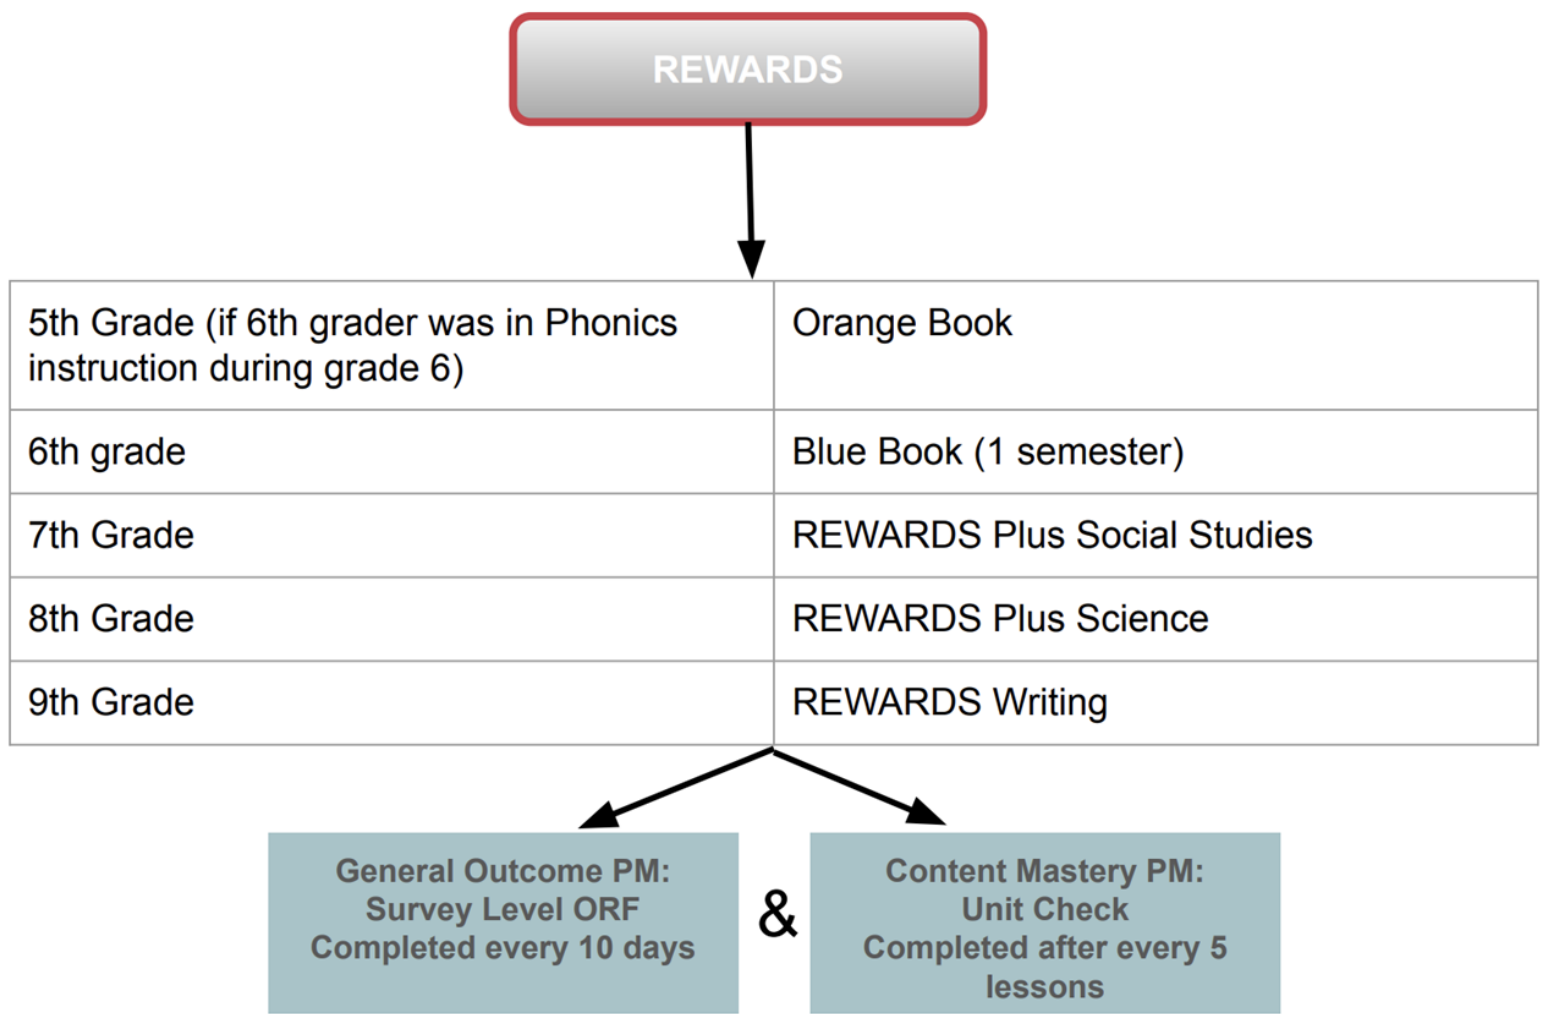 REWARDS
5th Grade (if 6th grader was in Phonics
instruction during grade 6)
Orange Book
6th grade
Blue Book (1 semester)
7th Grade
REWARDS Plus Social Studies
8th Grade
REWARDS Plus Science
9th Grade
REWARDS Writing
General Outcome PM:
Survey Level ORF
Completed every 10 days
&
Content Mastery PM:
Unit Check
Completed after every 5
lessons